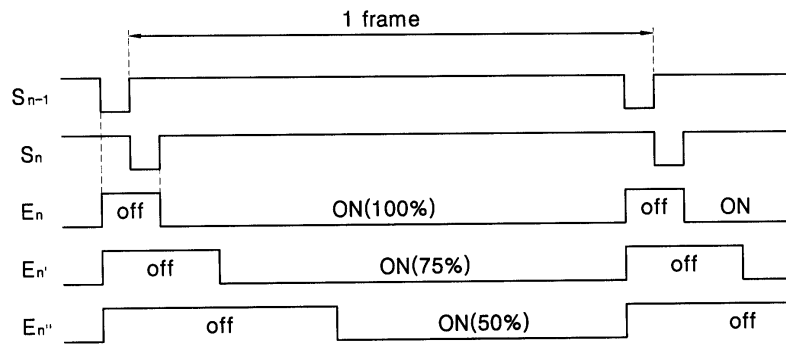 1 frame
Sn-1
Sn
En off ON(100%) off ON
En' off ON(75%) off
En" off ON(50%) off